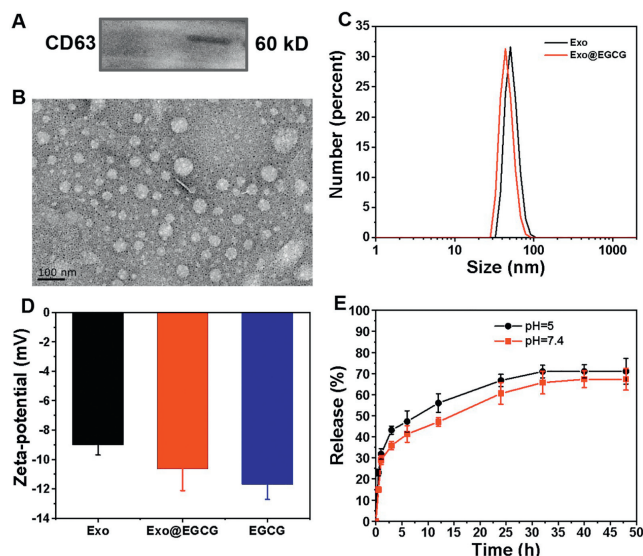 A
CD63
60 kD
B
100 nm
C
Number (percent)
35
30
25
20
15
10
5
0
Exo
Exo@EGCG
1
10
100
1000
Size (nm)
D
Zeta-potential (mV)
0
-2
-4
-6
-8
-10
-12
-14
Exo
Exo@EGCG
EGCG
E
Release (%)
100
90
80
70
60
50
40
30
20
10
0
pH=5
pH=7.4
0
5
10
15
20
25
30
35
40
45
50
Time (h)